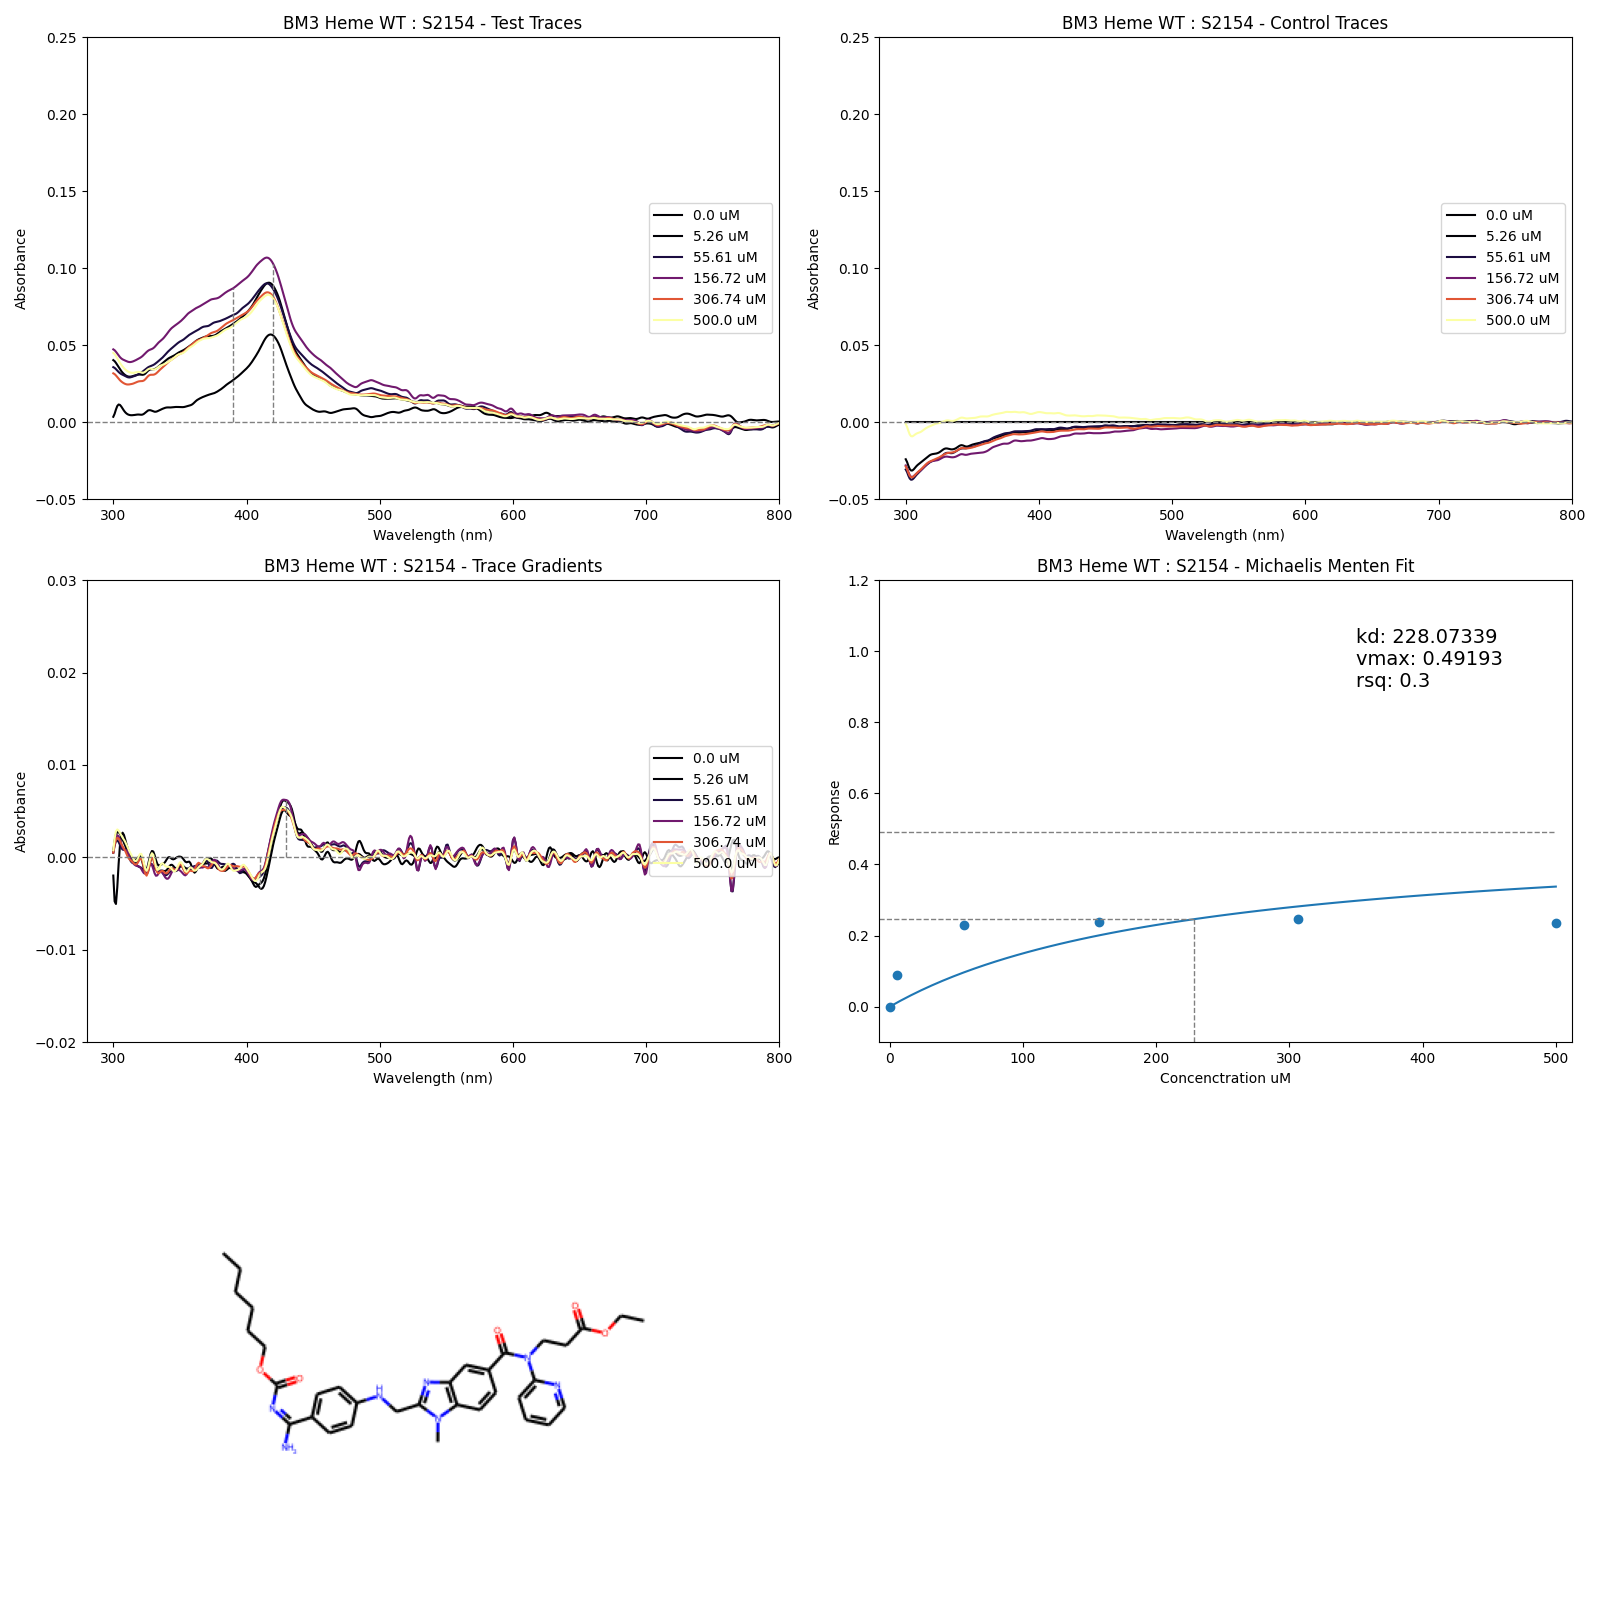 BM3 Heme WT : S2154 - Test Traces
0.25
0.20
0.15
0.10
0.05
0.00
−0.05
300
400
500
600
700
800
Absorbance
Wavelength (nm)
0.0 uM
5.26 uM
55.61 uM
156.72 uM
306.74 uM
500.0 uM
BM3 Heme WT : S2154 - Control Traces
0.25
0.20
0.15
0.10
0.05
0.00
−0.05
300
400
500
600
700
800
Absorbance
Wavelength (nm)
0.0 uM
5.26 uM
55.61 uM
156.72 uM
306.74 uM
500.0 uM
BM3 Heme WT : S2154 - Trace Gradients
0.03
0.02
0.01
0.00
−0.01
−0.02
300
400
500
600
700
800
Absorbance
Wavelength (nm)
0.0 uM
5.26 uM
55.61 uM
156.72 uM
306.74 uM
500.0 uM
BM3 Heme WT : S2154 - Michaelis Menten Fit
1.2
1.0
0.8
0.6
0.4
0.2
0.0
0
100
200
300
400
500
Response
Concenctration uM
kd: 228.07339
vmax: 0.49193
rsq: 0.3
O
O
N
NH2
H
N
N
N
O
N
N
O
O